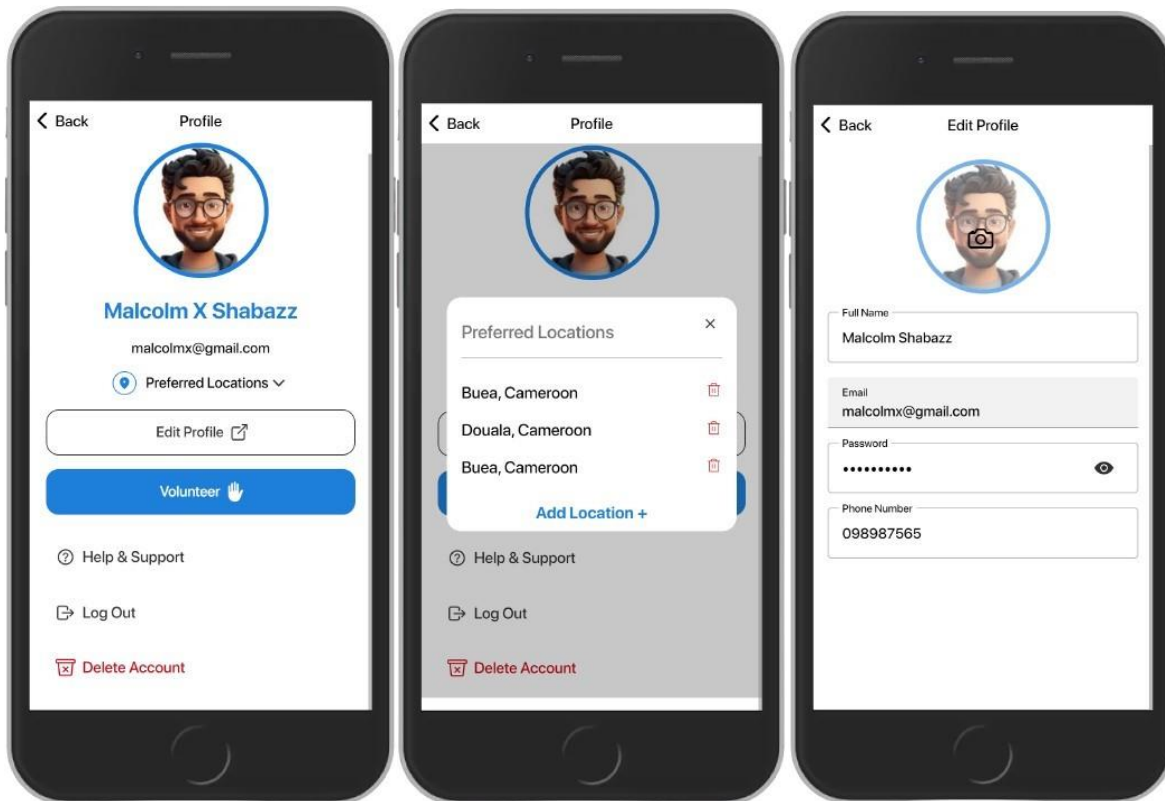 Back Profile
Malcolm X Shabazz
malcolmx@gmail.com
Preferred Locations
Edit Profile
Volunteer
Help & Support
Log Out
Delete Account
Back Profile
Preferred Locations
Buea, Cameroon
Douala, Cameroon
Buea, Cameroon
Add Location +
Help & Support
Log Out
Delete Account
Back Edit Profile
Full Name
Malcolm Shabazz
Email
malcolmx@gmail.com
Password
••••••••••
Phone Number
098987565